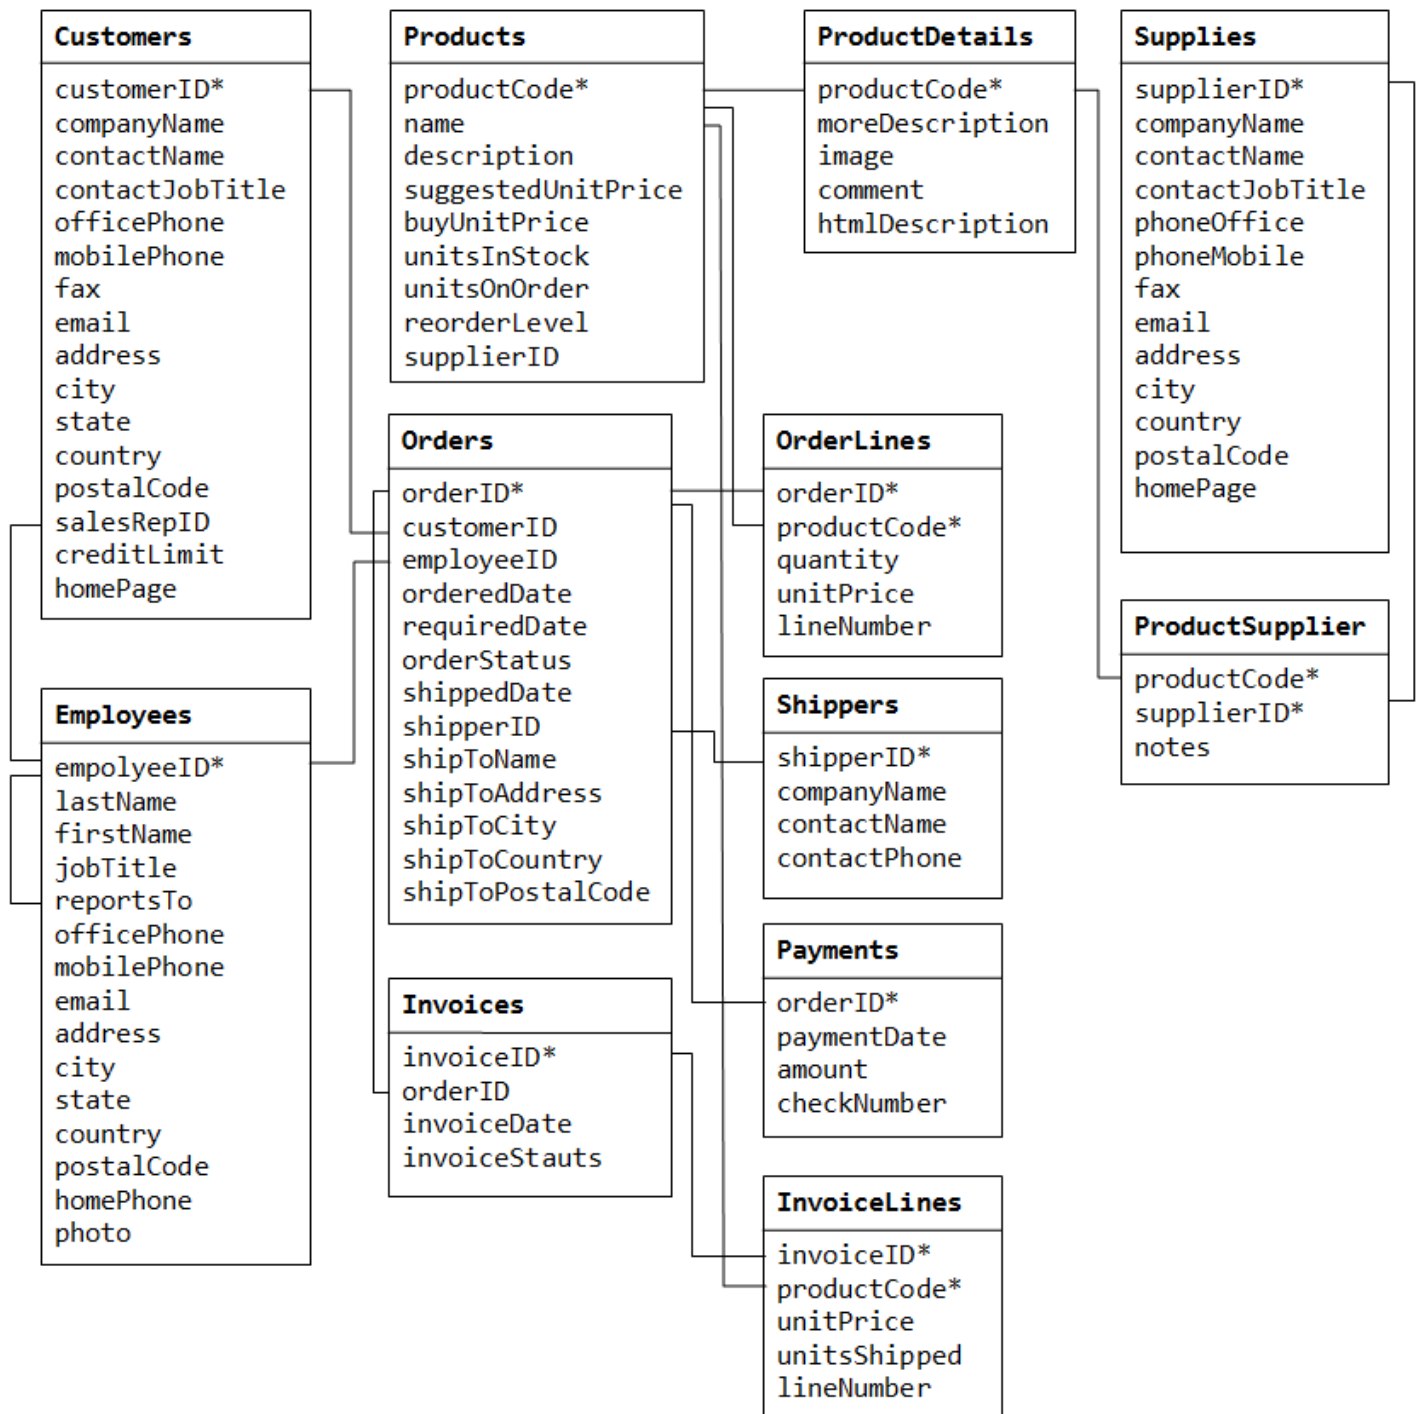 Customers
customerID*
companyName
contactName
contactJobTitle
officePhone
mobilePhone
fax
email
address
city
state
country
postalCode
salesRepID
creditLimit
homePage
Products
productCode*
name
description
suggestedUnitPrice
buyUnitPrice
unitsInStock
unitsOnOrder
reorderLevel
supplierID
ProductDetails
productCode*
moreDescription
image
comment
htmlDescription
Supplies
supplierID*
companyName
contactName
contactJobTitle
phoneOffice
phoneMobile
fax
email
address
city
country
postalCode
homePage
Orders
orderID*
customerID
employeeID
orderedDate
requiredDate
orderStatus
shippedDate
shipperID
shipToName
shipToAddress
shipToCity
shipToCountry
shipToPostalCode
OrderLines
orderID*
productCode*
quantity
unitPrice
lineNumber
ProductSupplier
productCode*
supplierID*
notes
Employees
empolyeeID*
lastName
firstName
jobTitle
reportsTo
officePhone
mobilePhone
email
address
city
state
country
postalCode
homePhone
photo
Shippers
shipperID*
companyName
contactName
contactPhone
Payments
orderID*
paymentDate
amount
checkNumber
Invoices
invoiceID*
orderID
invoiceDate
invoiceStauts
InvoiceLines
invoiceID*
productCode*
unitPrice
unitsShipped
lineNumber